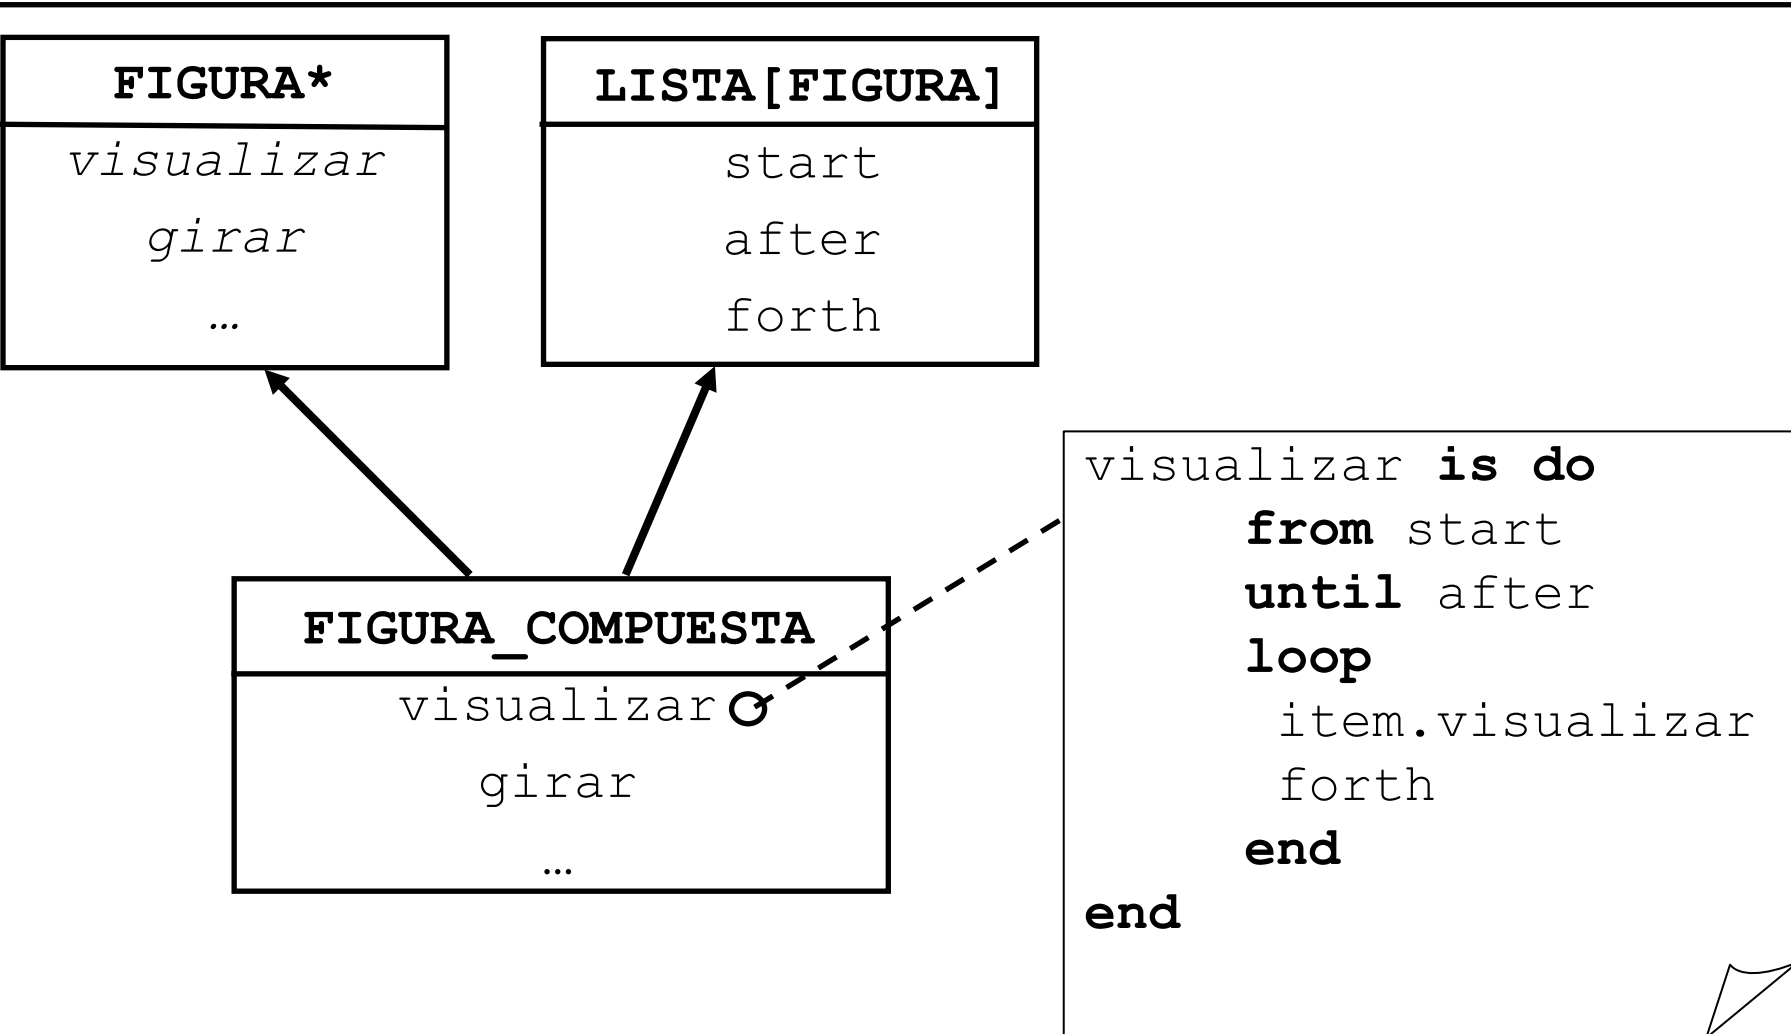 FIGURA*
visualizar
girar
…
LISTA[FIGURA]
start
after
forth
FIGURA_COMPUESTA
visualizar
girar
…
visualizar is do
from start
until after
loop
item.visualizar
forth
end
end